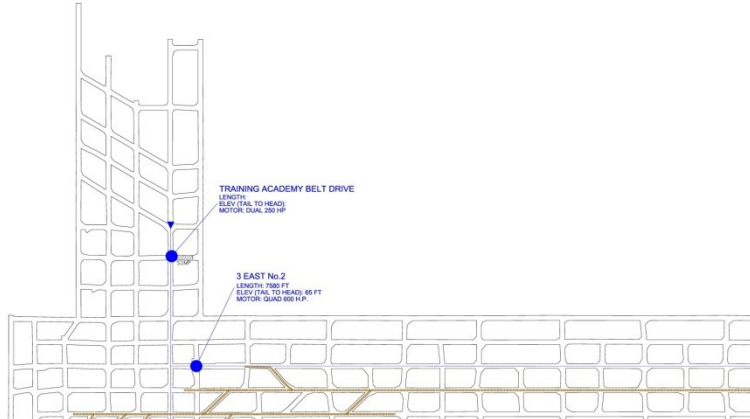 TRAINING ACADEMY BELT DRIVE
LENGTH:
ELEV (TAIL TO HEAD):
MOTOR: DUAL 250 HP
SUMP
3 EAST No.2
LENGTH: 7580 FT
ELEV (TAIL TO HEAD): 65 FT
MOTOR: QUAD 600 H.P.